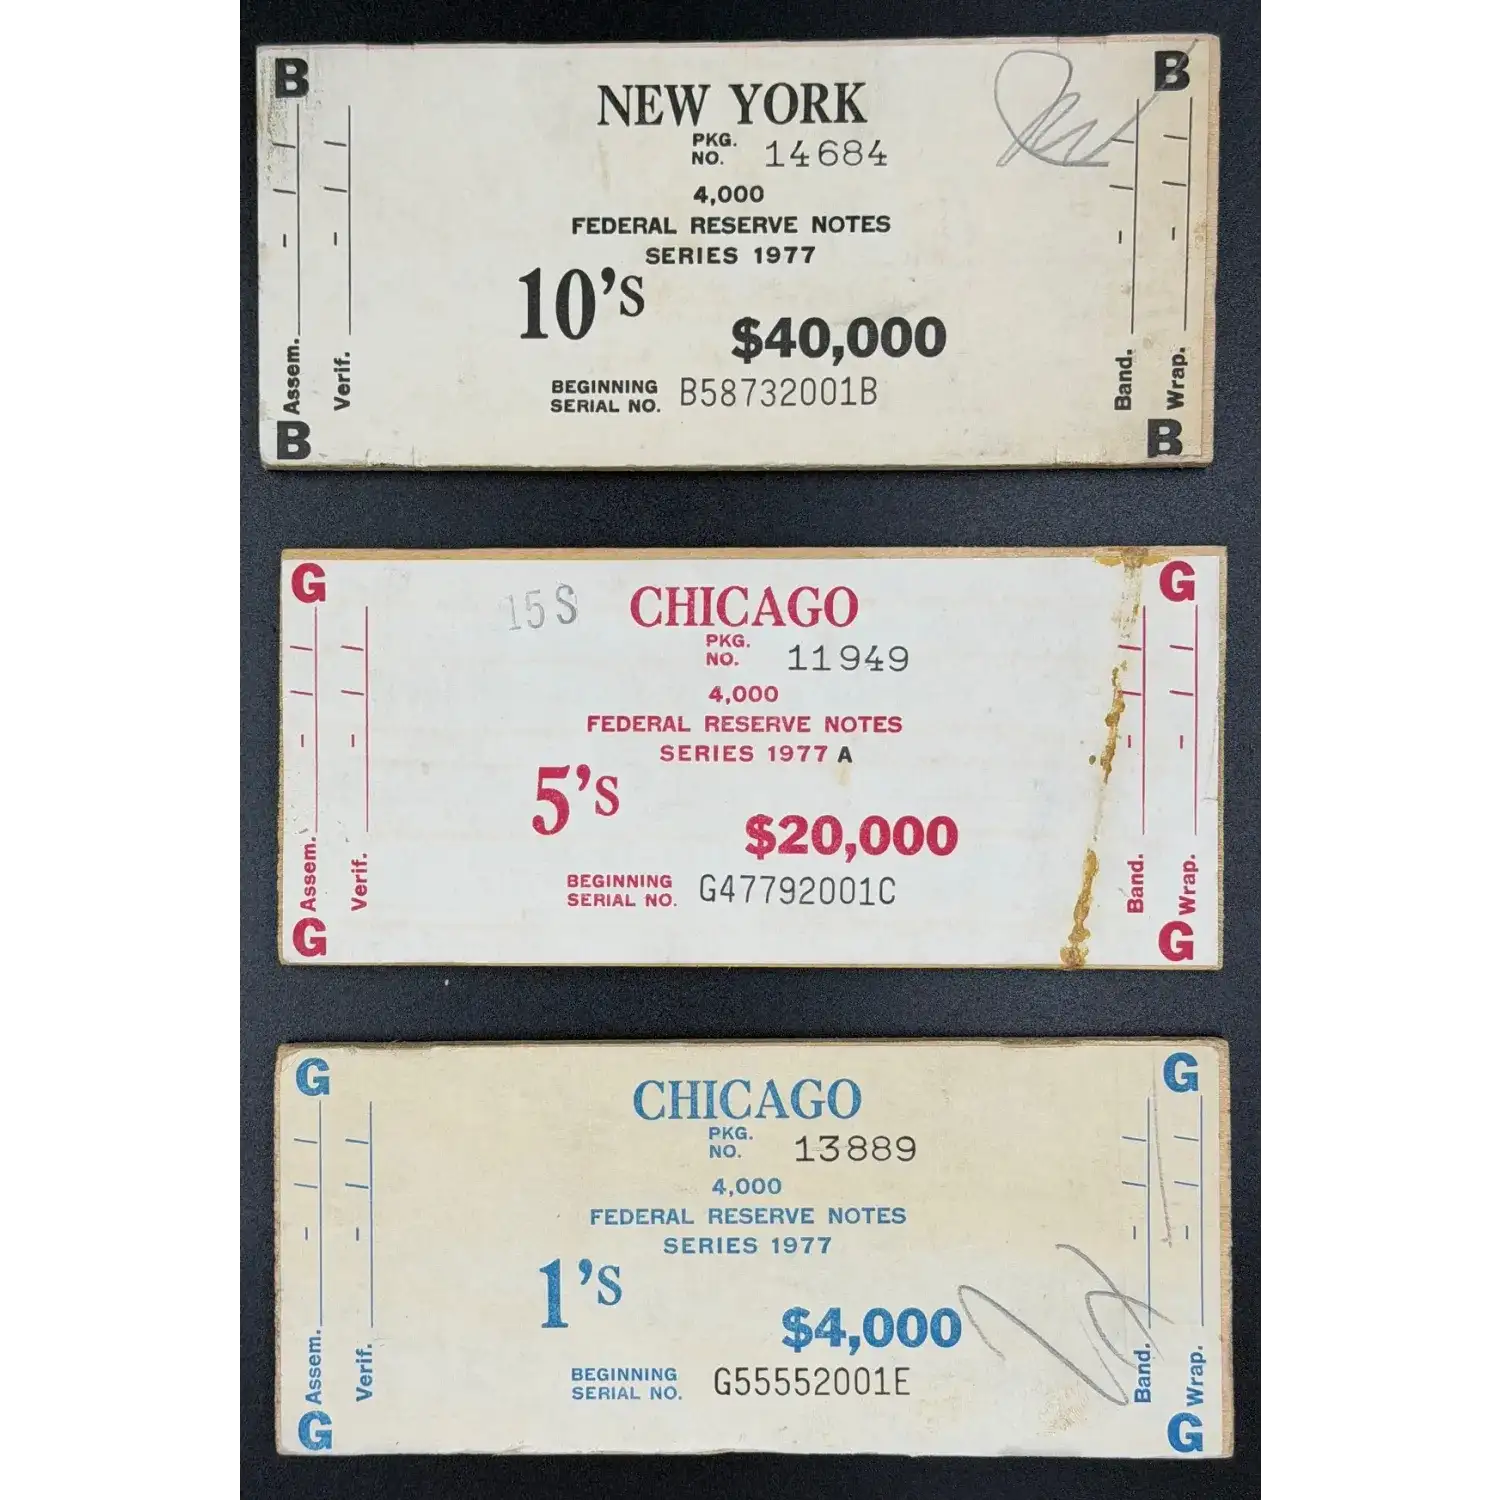 B B
NEW YORK
PKG. NO. 14684
4,000
FEDERAL RESERVE NOTES
SERIES 1977
10's
$40,000
BEGINNING SERIAL NO. B58732001B
Assem.
Verif.
Band.
Wrap.
B B
G G
15 S
CHICAGO
PKG. NO. 11949
4,000
FEDERAL RESERVE NOTES
SERIES 1977 A
5's
$20,000
BEGINNING SERIAL NO. G47792001C
Assem.
Verif.
Band.
Wrap.
G G
G G
CHICAGO
PKG. NO. 13889
4,000
FEDERAL RESERVE NOTES
SERIES 1977
1's
$4,000
BEGINNING SERIAL NO. G55552001E
Assem.
Verif.
Band.
Wrap.
G G